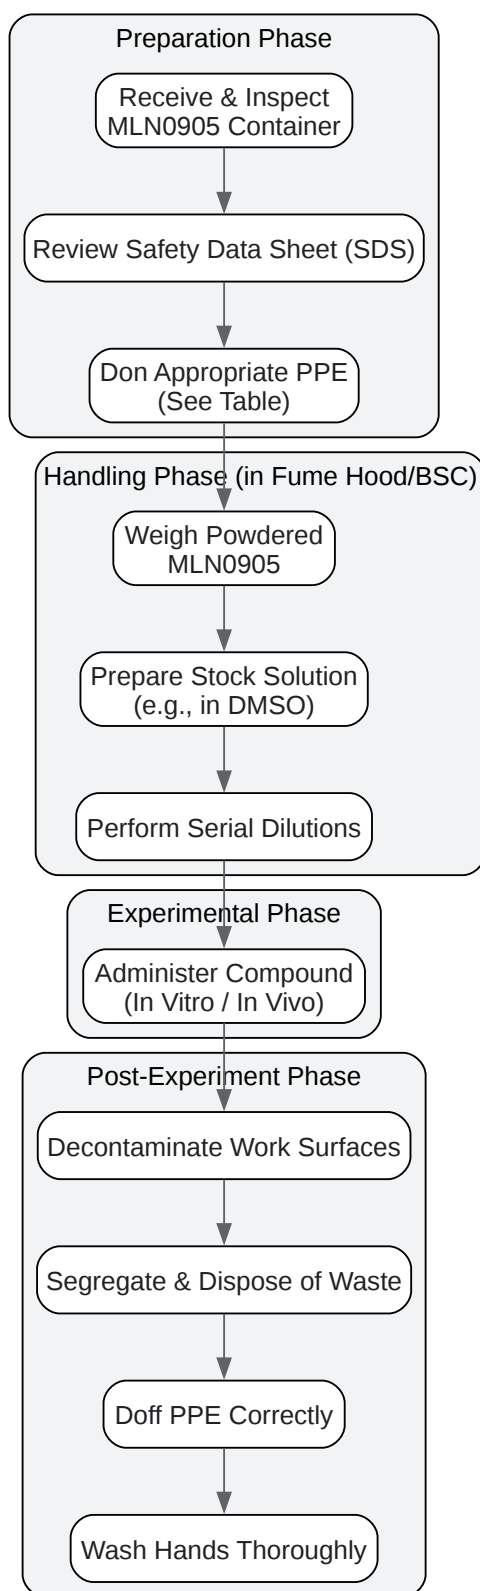 Preparation Phase
Receive & Inspect
MLN0905 Container
Review Safety Data Sheet (SDS)
Don Appropriate PPE
(See Table)
Handling Phase (in Fume Hood/BSC)
Weigh Powdered
MLN0905
Prepare Stock Solution
(e.g., in DMSO)
Perform Serial Dilutions
Experimental Phase
Administer Compound
(In Vitro / In Vivo)
Post-Experiment Phase
Decontaminate Work Surfaces
Segregate & Dispose of Waste
Doff PPE Correctly
Wash Hands Thoroughly